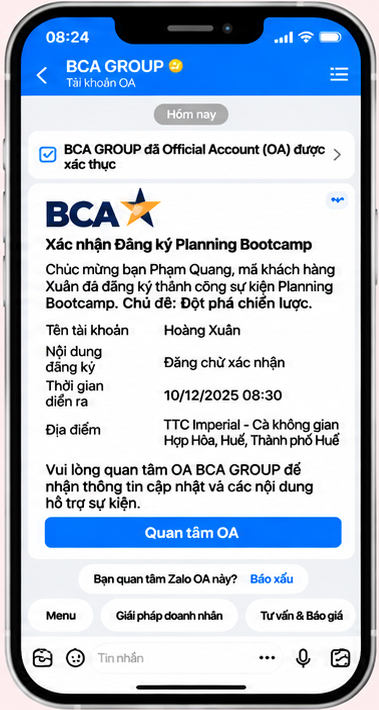 08:24
BCA GROUP
Tài khoản OA
Hôm nay
BCA GROUP đã Official Account (OA) được
xác thực
BCA
Xác nhận Đăng ký Planning Bootcamp
Chúc mừng bạn Phạm Quang, mã khách hàng
Xuân đã đăng ký thành công sự kiện Planning
Bootcamp. Chủ đề: Đột phá chiến lược.
Tên tài khoản Hoàng Xuân
Nội dung
đăng ký
Đăng chừ xác nhận
Thời gian
diễn ra
10/12/2025 08:30
Địa điểm
TTC Imperial - Cà không gian
Hợp Hòa, Huế, Thành phố Huế
Vui lòng quan tâm OA BCA GROUP để
nhận thông tin cập nhật và các nội dung
hỗ trợ sự kiện.
Quan tâm OA
Bạn quan tâm Zalo OA này? Báo xấu
Menu
Giải pháp doanh nhân
Tư vấn & Báo giá
Tin nhắn